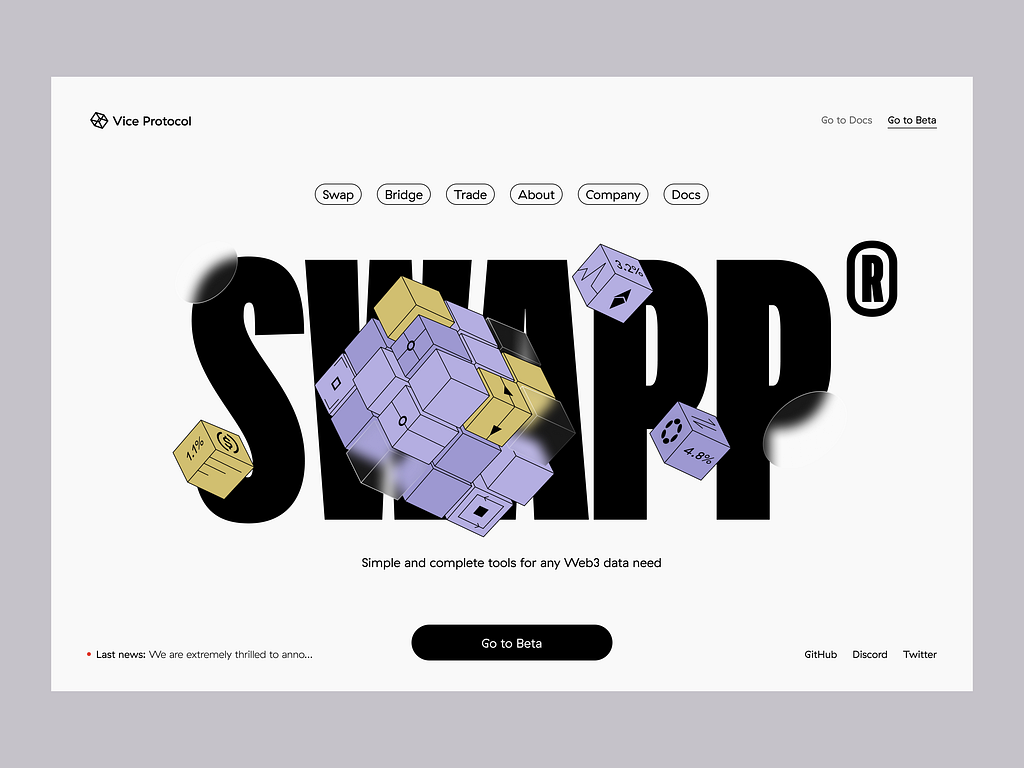 Vice Protocol
Go to Docs Go to Beta
Swap Bridge Trade About Company Docs
SWAPP®
3.2%
1.1%
4.8%
Simple and complete tools for any Web3 data need
Go to Beta
Last news: We are extremely thrilled to anno...
GitHub Discord Twitter